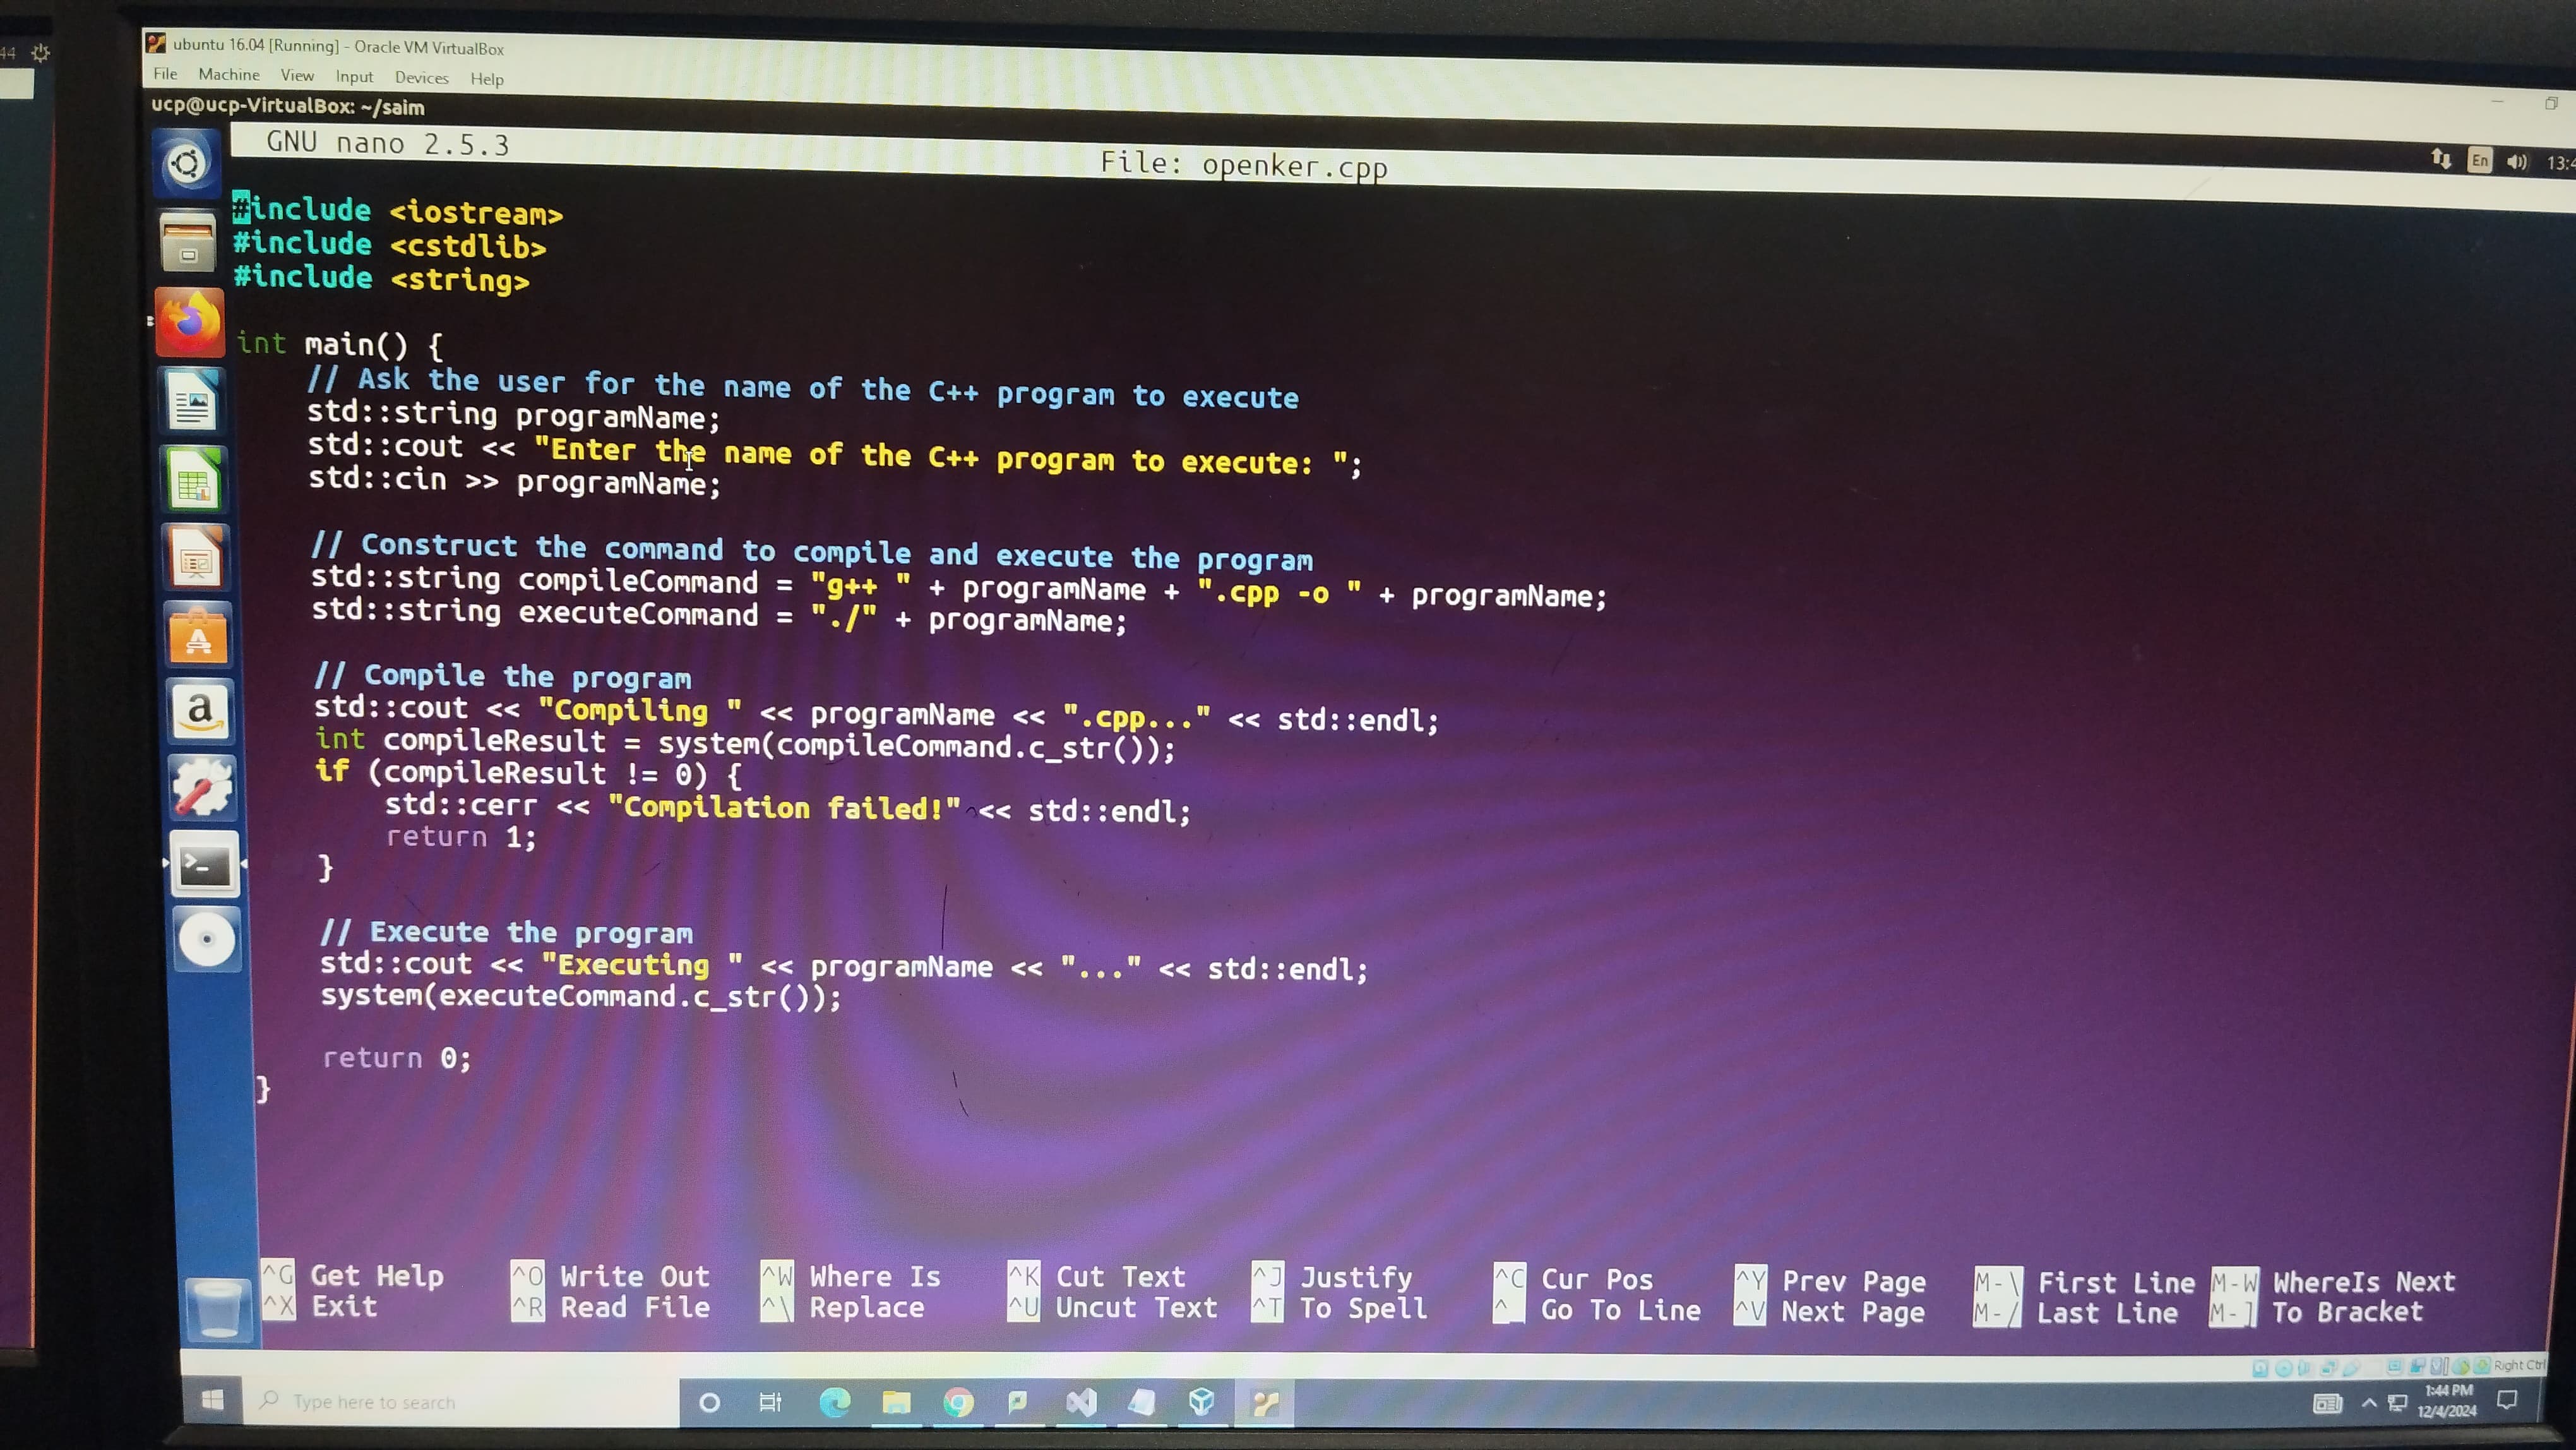 44
ubuntu 16.04 [Running] - Oracle VM VirtualBox
File Machine View Input Devices Help
ucp@ucp-VirtualBox: ~/saim
En 13:4
GNU nano 2.5.3 File: openker.cpp
#include <iostream>
#include <cstdlib>
#include <string>
int main() {
// Ask the user for the name of the C++ program to execute
std::string programName;
std::cout << "Enter the name of the C++ program to execute: ";
std::cin >> programName;
// Construct the command to compile and execute the program
std::string compileCommand = "g++ " + programName + ".cpp -o " + programName;
std::string executeCommand = "./" + programName;
// Compile the program
std::cout << "Compiling " << programName << ".cpp..." << std::endl;
int compileResult = system(compileCommand.c_str());
if (compileResult != 0) {
std::cerr << "Compilation failed!" << std::endl;
return 1;
}
// Execute the program
std::cout << "Executing " << programName << "..." << std::endl;
system(executeCommand.c_str());
return 0;
}
^G Get Help ^O Write Out ^W Where Is ^K Cut Text ^J Justify ^C Cur Pos ^Y Prev Page M-\ First Line M-W WhereIs Next
^X Exit ^R Read File ^\ Replace ^U Uncut Text ^T To Spell ^_ Go To Line ^V Next Page M-/ Last Line M-] To Bracket
Right Ctrl
Type here to search
1:44 PM
12/4/2024